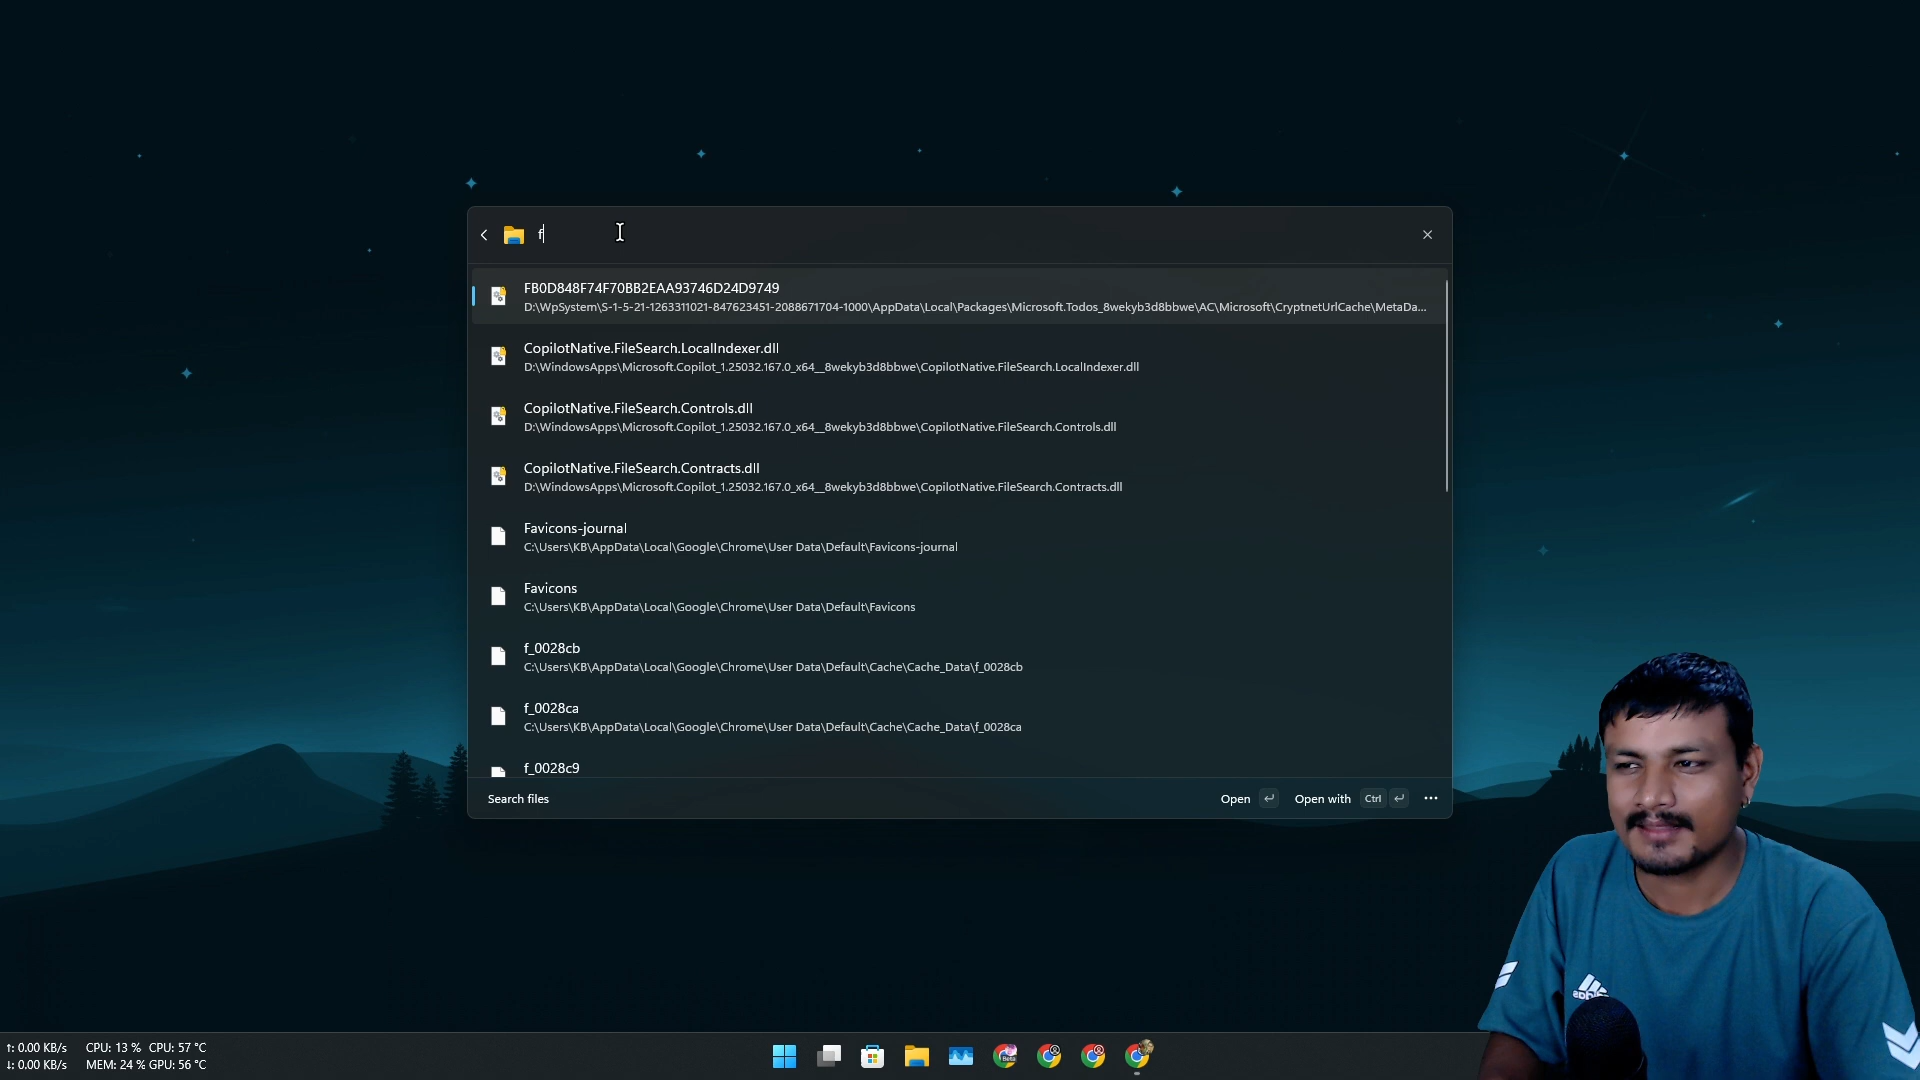 f
FB0D848F74F70BB2EAA93746D24D9749
D:\WpSystem\S-1-5-21-1263311021-847623451-2088671704-1000\AppData\Local\Packages\Microsoft.Todos_8wekyb3d8bbwe\AC\Microsoft\CryptnetUrlCache\MetaDa...
CopilotNative.FileSearch.LocalIndexer.dll
D:\WindowsApps\Microsoft.Copilot_1.25032.167.0_x64__8wekyb3d8bbwe\CopilotNative.FileSearch.LocalIndexer.dll
CopilotNative.FileSearch.Controls.dll
D:\WindowsApps\Microsoft.Copilot_1.25032.167.0_x64__8wekyb3d8bbwe\CopilotNative.FileSearch.Controls.dll
CopilotNative.FileSearch.Contracts.dll
D:\WindowsApps\Microsoft.Copilot_1.25032.167.0_x64__8wekyb3d8bbwe\CopilotNative.FileSearch.Contracts.dll
Favicons-journal
C:\Users\KB\AppData\Local\Google\Chrome\User Data\Default\Favicons-journal
Favicons
C:\Users\KB\AppData\Local\Google\Chrome\User Data\Default\Favicons
f_0028cb
C:\Users\KB\AppData\Local\Google\Chrome\User Data\Default\Cache\Cache_Data\f_0028cb
f_0028ca
C:\Users\KB\AppData\Local\Google\Chrome\User Data\Default\Cache\Cache_Data\f_0028ca
f_0028c9
Search files Open Open with Ctrl ...
adidas
↑: 0.00 KB/s CPU: 13 % CPU: 57 °C
↓: 0.00 KB/s MEM: 24 % GPU: 56 °C
Beta